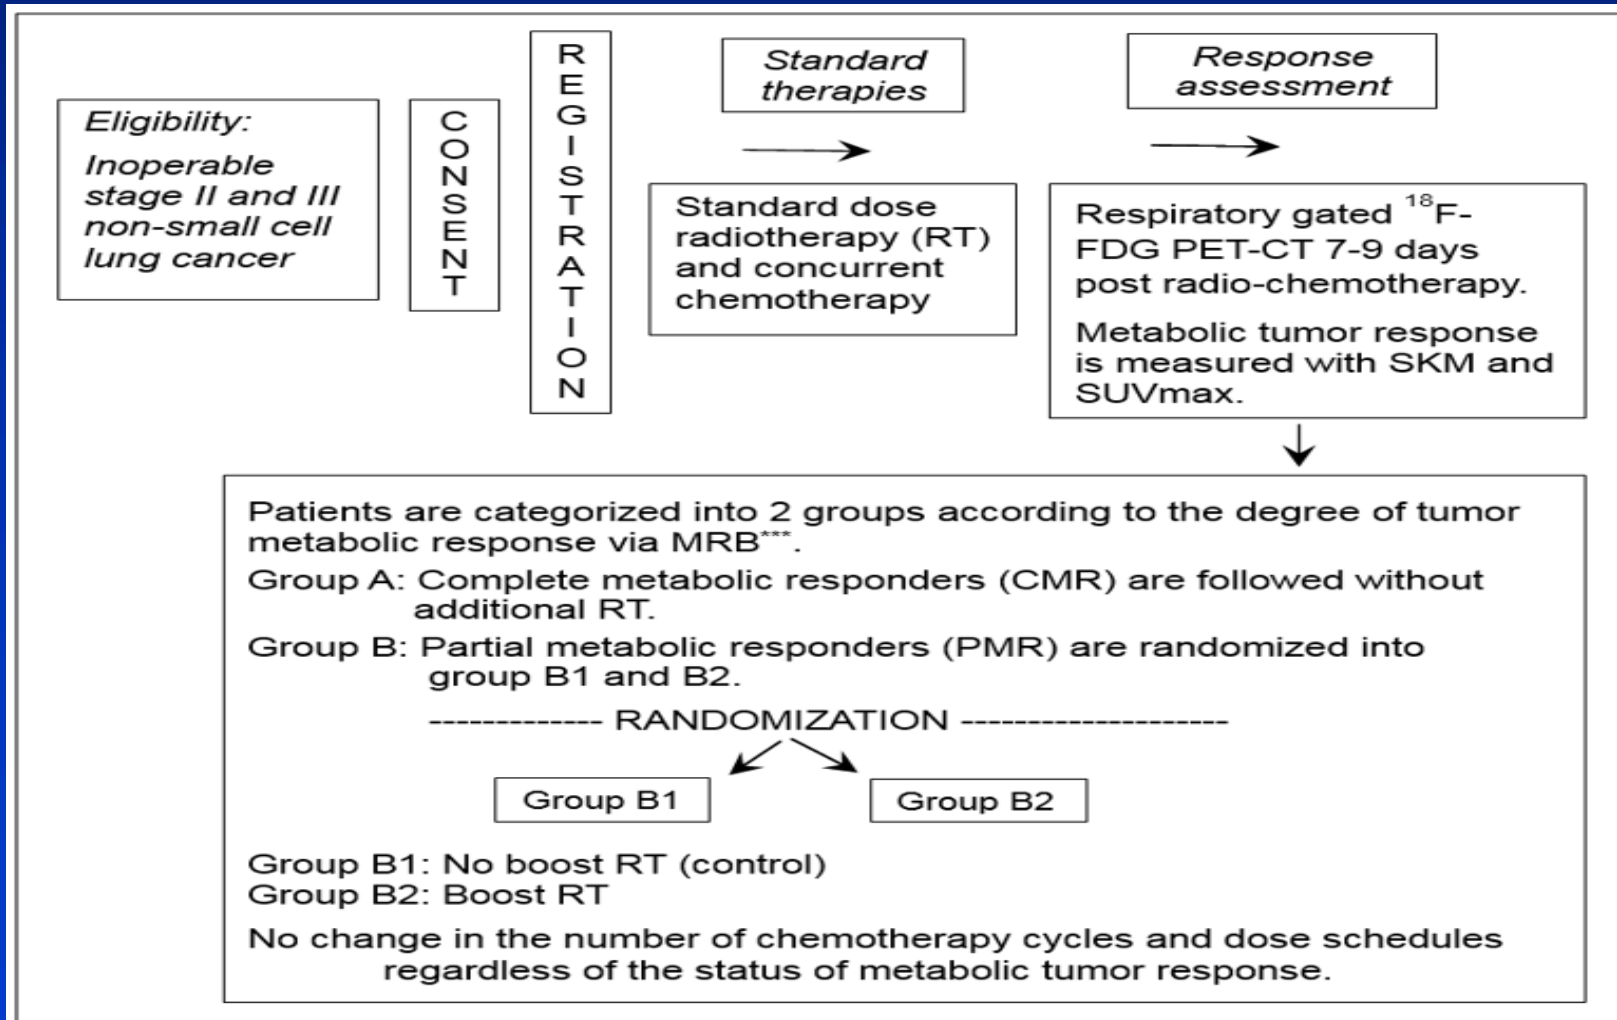 Eligibility:
Inoperable
stage II and III
non-small cell
lung cancer
CONSENT
REGISTRATION
Standard
therapies
Standard dose
radiotherapy (RT)
and concurrent
chemotherapy
Response
assessment
Respiratory gated ¹⁸F-
FDG PET-CT 7-9 days
post radio-chemotherapy.
Metabolic tumor response
is measured with SKM and
SUVmax.
Patients are categorized into 2 groups according to the degree of tumor
metabolic response via MRB***.
Group A: Complete metabolic responders (CMR) are followed without
additional RT.
Group B: Partial metabolic responders (PMR) are randomized into
group B1 and B2.
------------- RANDOMIZATION --------------------
Group B1
Group B2
Group B1: No boost RT (control)
Group B2: Boost RT
No change in the number of chemotherapy cycles and dose schedules
regardless of the status of metabolic tumor response.